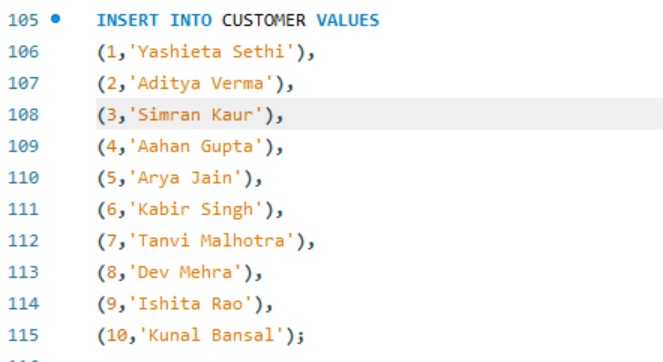 105 INSERT INTO CUSTOMER VALUES
106 (1,'Yashieta Sethi'),
107 (2,'Aditya Verma'),
108 (3,'Simran Kaur'),
109 (4,'Aahan Gupta'),
110 (5,'Arya Jain'),
111 (6,'Kabir Singh'),
112 (7,'Tanvi Malhotra'),
113 (8,'Dev Mehra'),
114 (9,'Ishita Rao'),
115 (10,'Kunal Bansal');